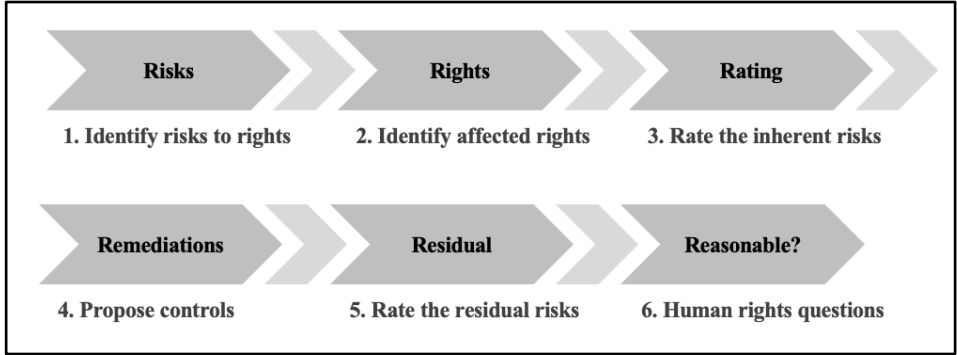 Risks
Rights
Rating
1. Identify risks to rights
2. Identify affected rights
3. Rate the inherent risks
Remediations
Residual
Reasonable?
4. Propose controls
5. Rate the residual risks
6. Human rights questions